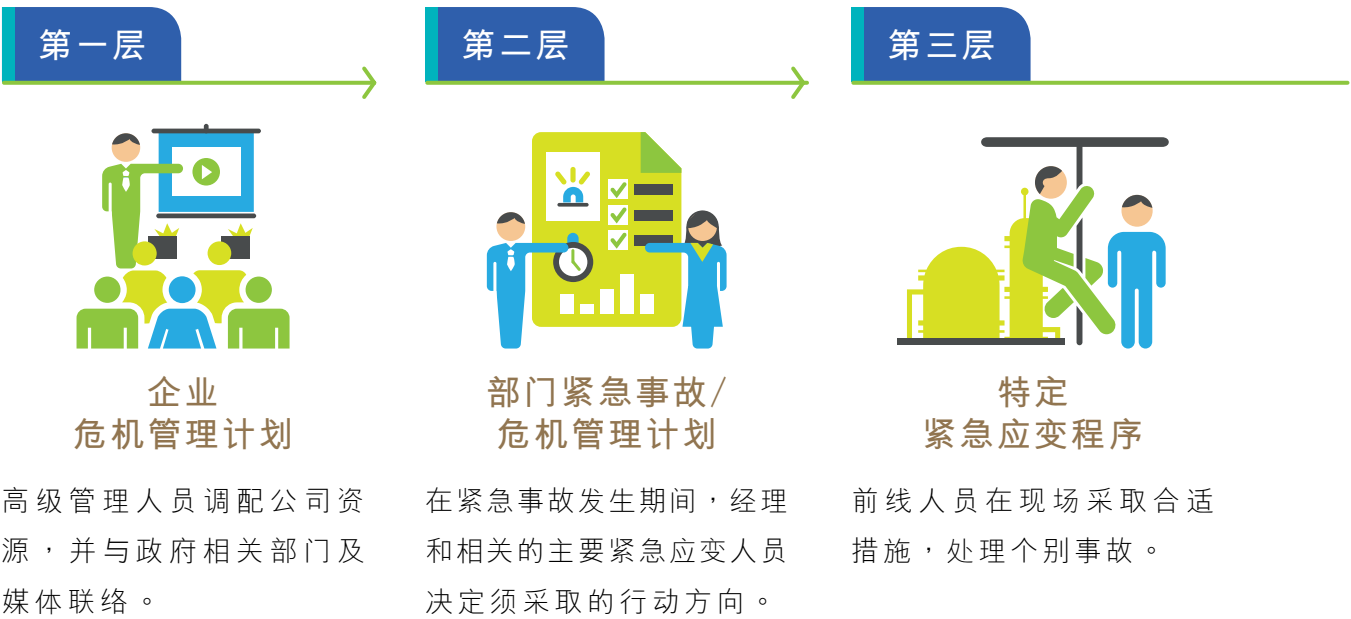 第一层
企业
危机管理计划
高级管理人员调配公司资
源，并与政府相关部门及
媒体联络。
第二层
部门紧急事故/
危机管理计划
在紧急事故发生期间，经理
和相关的主要紧急应变人员
决定须采取的行动方向。
第三层
特定
紧急应变程序
前线人员在现场采取合适
措施，处理个别事故。